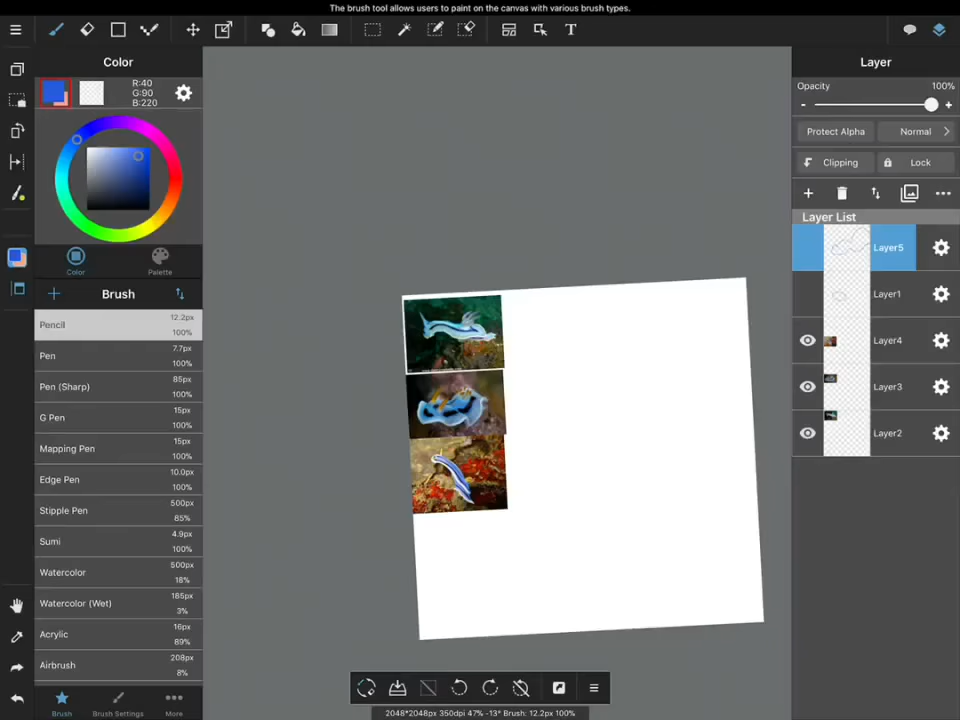 The brush tool allows users to paint on the canvas with various brush types.
T
Color
R:40
G:90
B:220
Color
Palette
Brush
Pencil
12.2px
100%
Pen
7.7px
100%
Pen (Sharp)
85px
100%
G Pen
15px
100%
Mapping Pen
15px
100%
Edge Pen
10.0px
100%
Stipple Pen
500px
85%
Sumi
4.9px
100%
Watercolor
500px
18%
Watercolor (Wet)
185px
3%
Acrylic
16px
89%
Airbrush
208px
8%
Brush
Brush Settings
More
2048*2048px 350dpi 47% -13° Brush: 12.2px 100%
Layer
Opacity
100%
- +
Protect Alpha
Normal
Clipping
Lock
Layer List
Layer5
Layer1
Layer4
Layer3
Layer2